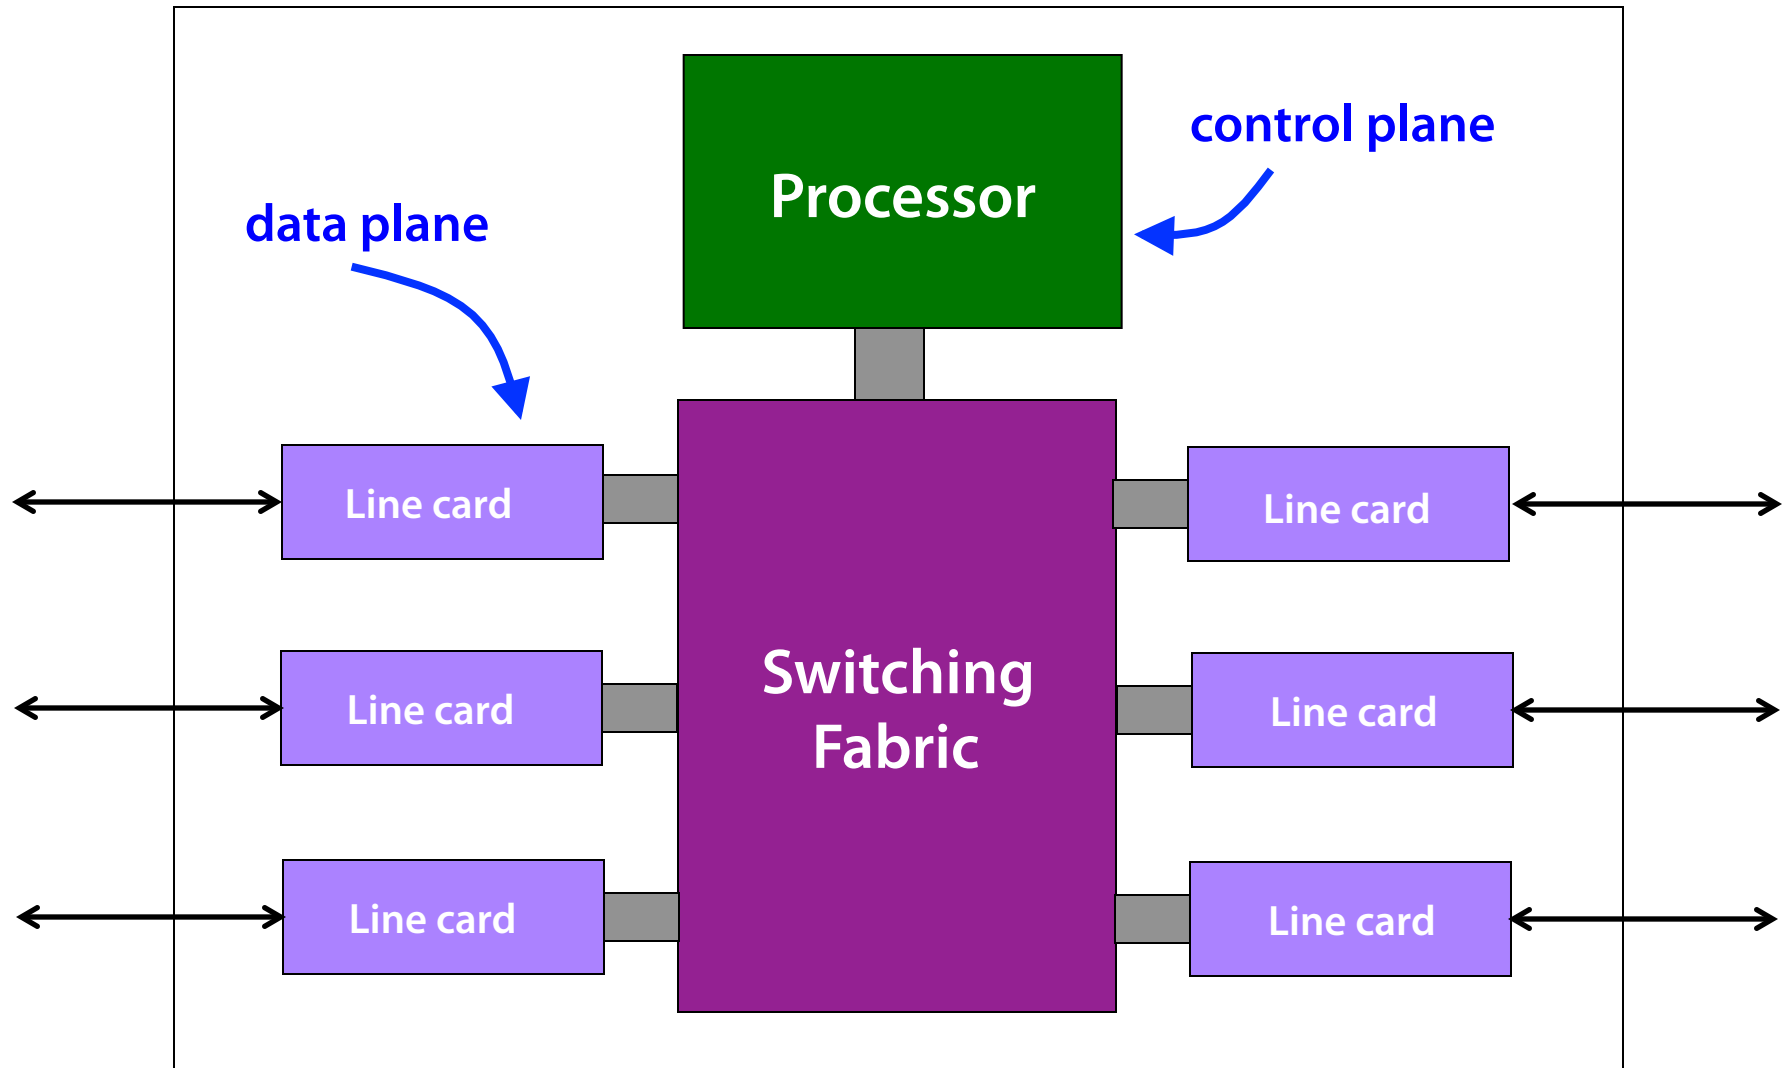 control plane
Processor
data plane
Line card
Line card
Switching
Fabric
Line card
Line card
Line card
Line card